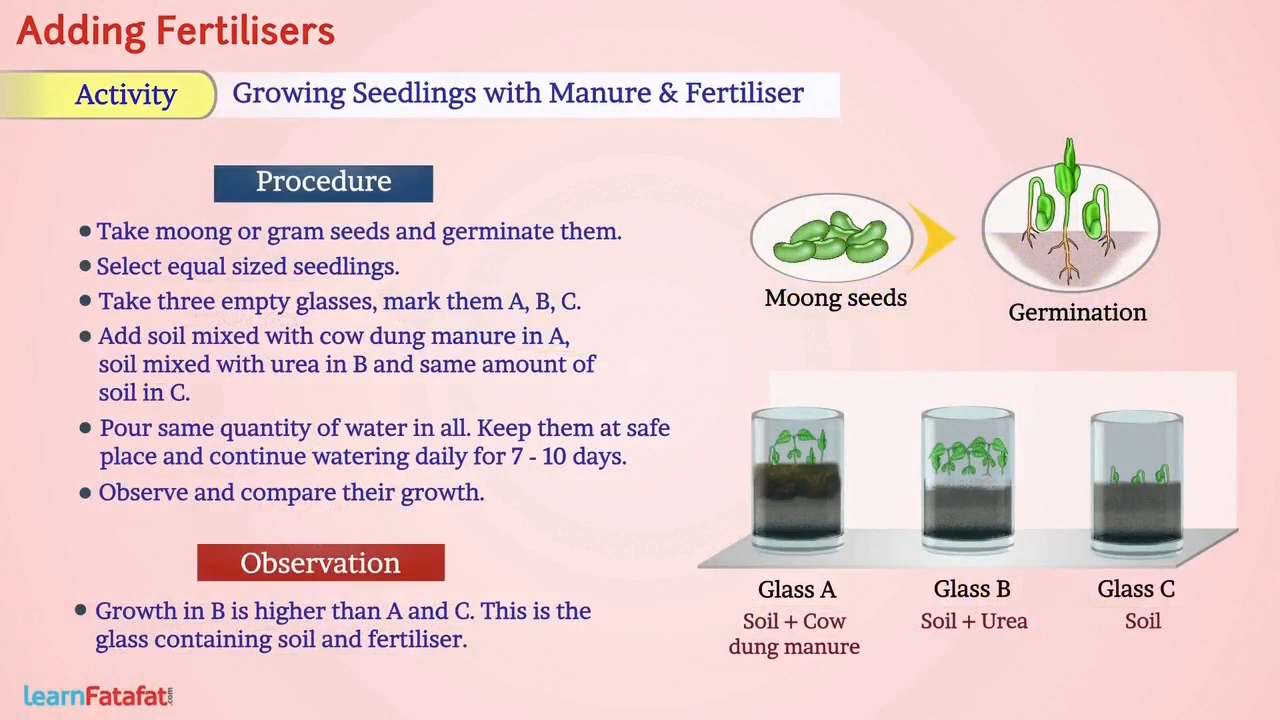 Adding Fertilisers
Activity
Growing Seedlings with Manure & Fertiliser
Procedure
• Take moong or gram seeds and germinate them.
• Select equal sized seedlings.
• Take three empty glasses, mark them A, B, C.
• Add soil mixed with cow dung manure in A,
soil mixed with urea in B and same amount of
soil in C.
• Pour same quantity of water in all. Keep them at safe
place and continue watering daily for 7 - 10 days.
• Observe and compare their growth.
Observation
• Growth in B is higher than A and C. This is the
glass containing soil and fertiliser.
Moong seeds
Germination
Glass A
Soil + Cow
dung manure
Glass B
Soil + Urea
Glass C
Soil
learnFatafat.com